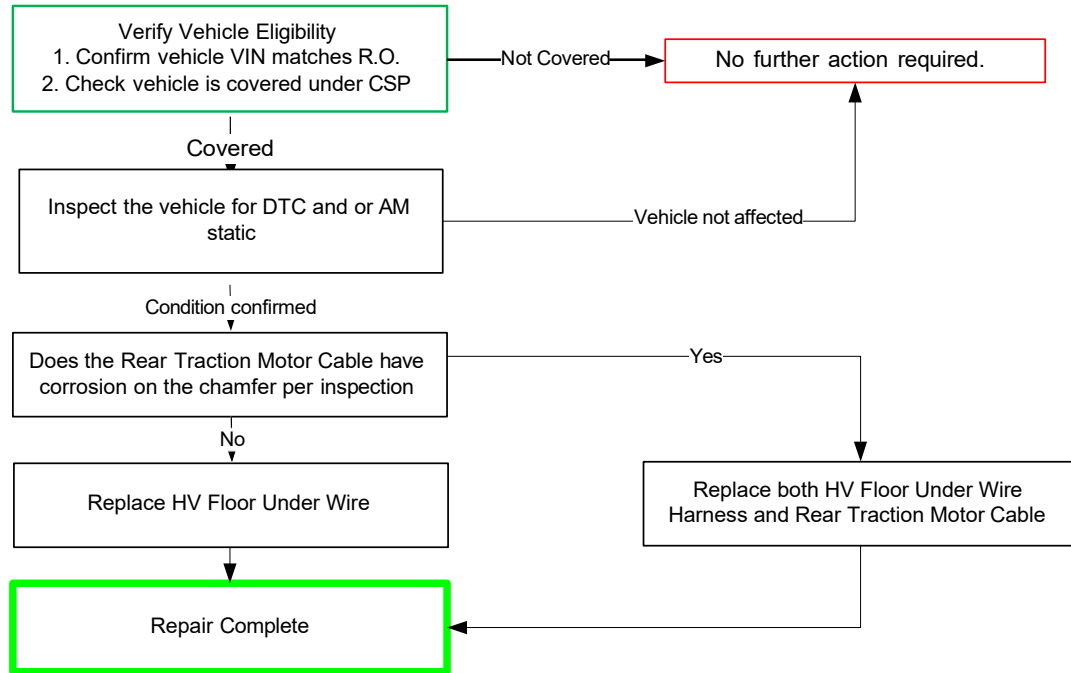 Verify Vehicle Eligibility
1. Confirm vehicle VIN matches R.O.
2. Check vehicle is covered under CSP
Not Covered
No further action required.
Covered
Inspect the vehicle for DTC and or AM
static
Vehicle not affected
Condition confirmed
Does the Rear Traction Motor Cable have
corrosion on the chamfer per inspection
Yes
No
Replace HV Floor Under Wire
Replace both HV Floor Under Wire
Harness and Rear Traction Motor Cable
Repair Complete